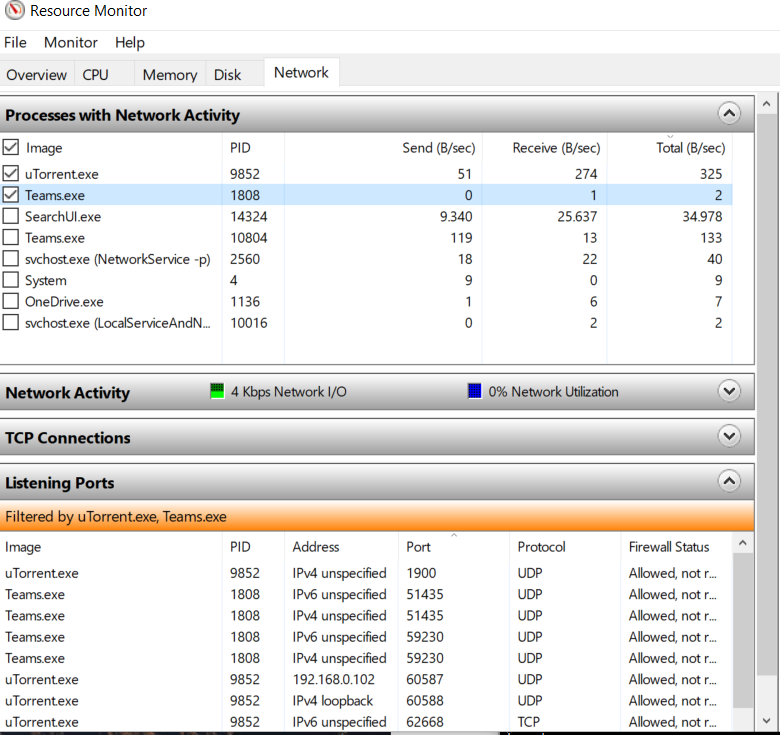 Resource Monitor
File Monitor Help
Overview CPU Memory Disk Network
Processes with Network Activity
Image PID Send (B/sec) Receive (B/sec) Total (B/sec)
uTorrent.exe 9852 51 274 325
Teams.exe 1808 0 1 2
SearchUI.exe 14324 9.340 25.637 34.978
Teams.exe 10804 119 13 133
svchost.exe (NetworkService -p) 2560 18 22 40
System 4 9 0 9
OneDrive.exe 1136 1 6 7
svchost.exe (LocalServiceAndN... 10016 0 2 2
Network Activity 4 Kbps Network I/O 0% Network Utilization
TCP Connections
Listening Ports
Filtered by uTorrent.exe, Teams.exe
Image PID Address Port Protocol Firewall Status
uTorrent.exe 9852 IPv4 unspecified 1900 UDP Allowed, not r...
Teams.exe 1808 IPv6 unspecified 51435 UDP Allowed, not r...
Teams.exe 1808 IPv4 unspecified 51435 UDP Allowed, not r...
Teams.exe 1808 IPv6 unspecified 59230 UDP Allowed, not r...
Teams.exe 1808 IPv4 unspecified 59230 UDP Allowed, not r...
uTorrent.exe 9852 192.168.0.102 60587 UDP Allowed, not r...
uTorrent.exe 9852 IPv4 loopback 60588 UDP Allowed, not r...
uTorrent.exe 9852 IPv6 unspecified 62668 TCP Allowed, not r...